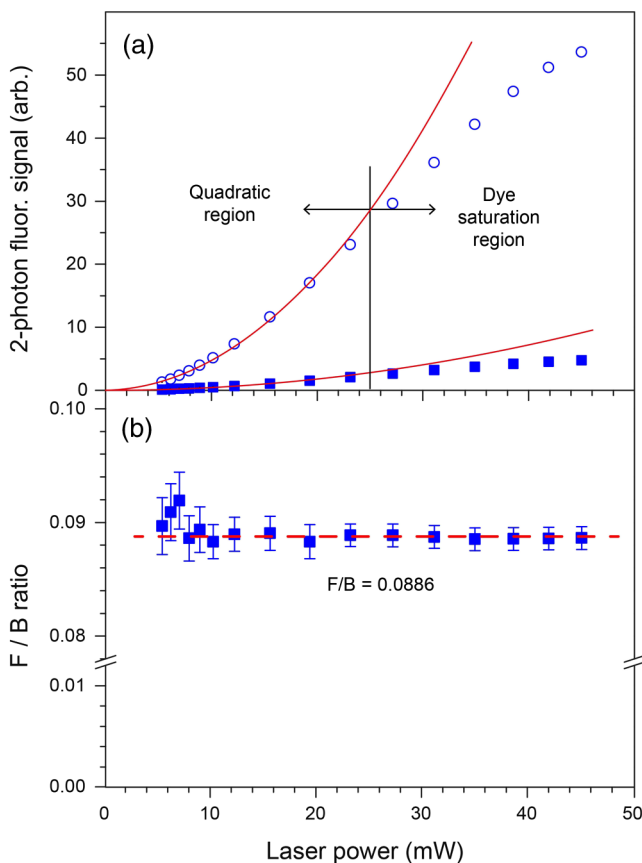 (a)
2-photon fluor. signal (arb.)
50
40
30
20
10
0
Quadratic
region
Dye
saturation
region
(b)
F / B ratio
0.10
0.09
0.08
0.01
0.00
F/B = 0.0886
0 10 20 30 40 50
Laser power (mW)